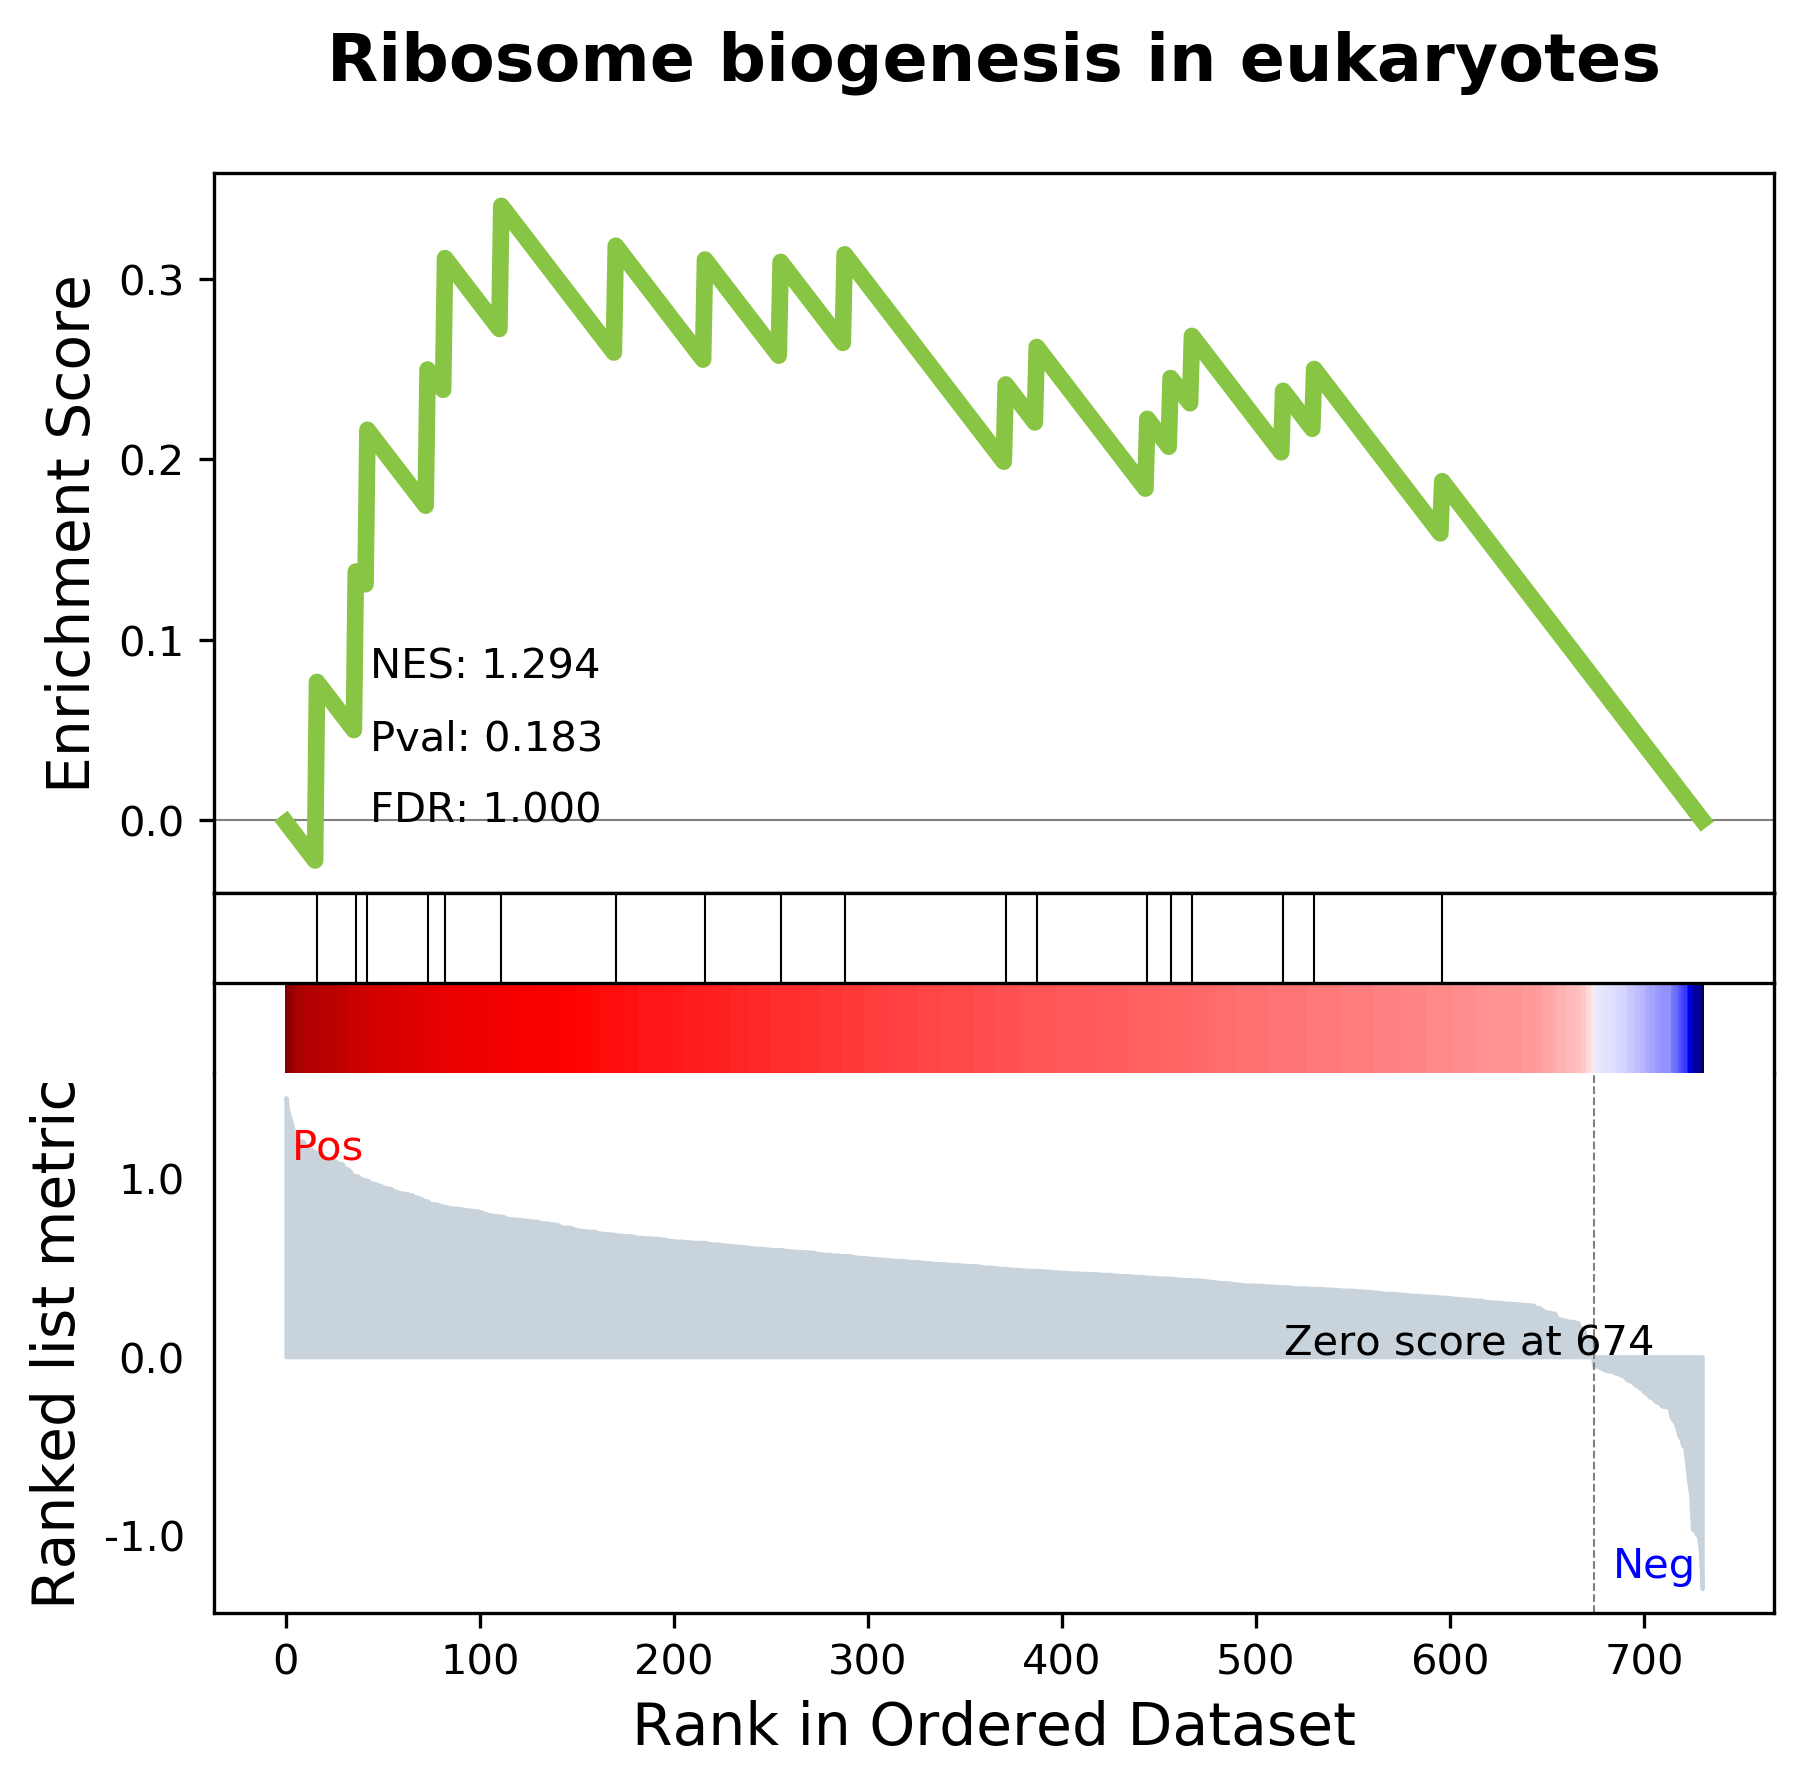 Ribosome biogenesis in eukaryotes
Enrichment Score
0.3
0.2
0.1
0.0
NES: 1.294
Pval: 0.183
FDR: 1.000
Ranked list metric
1.0
0.0
-1.0
Pos
Zero score at 674
Neg
0 100 200 300 400 500 600 700
Rank in Ordered Dataset